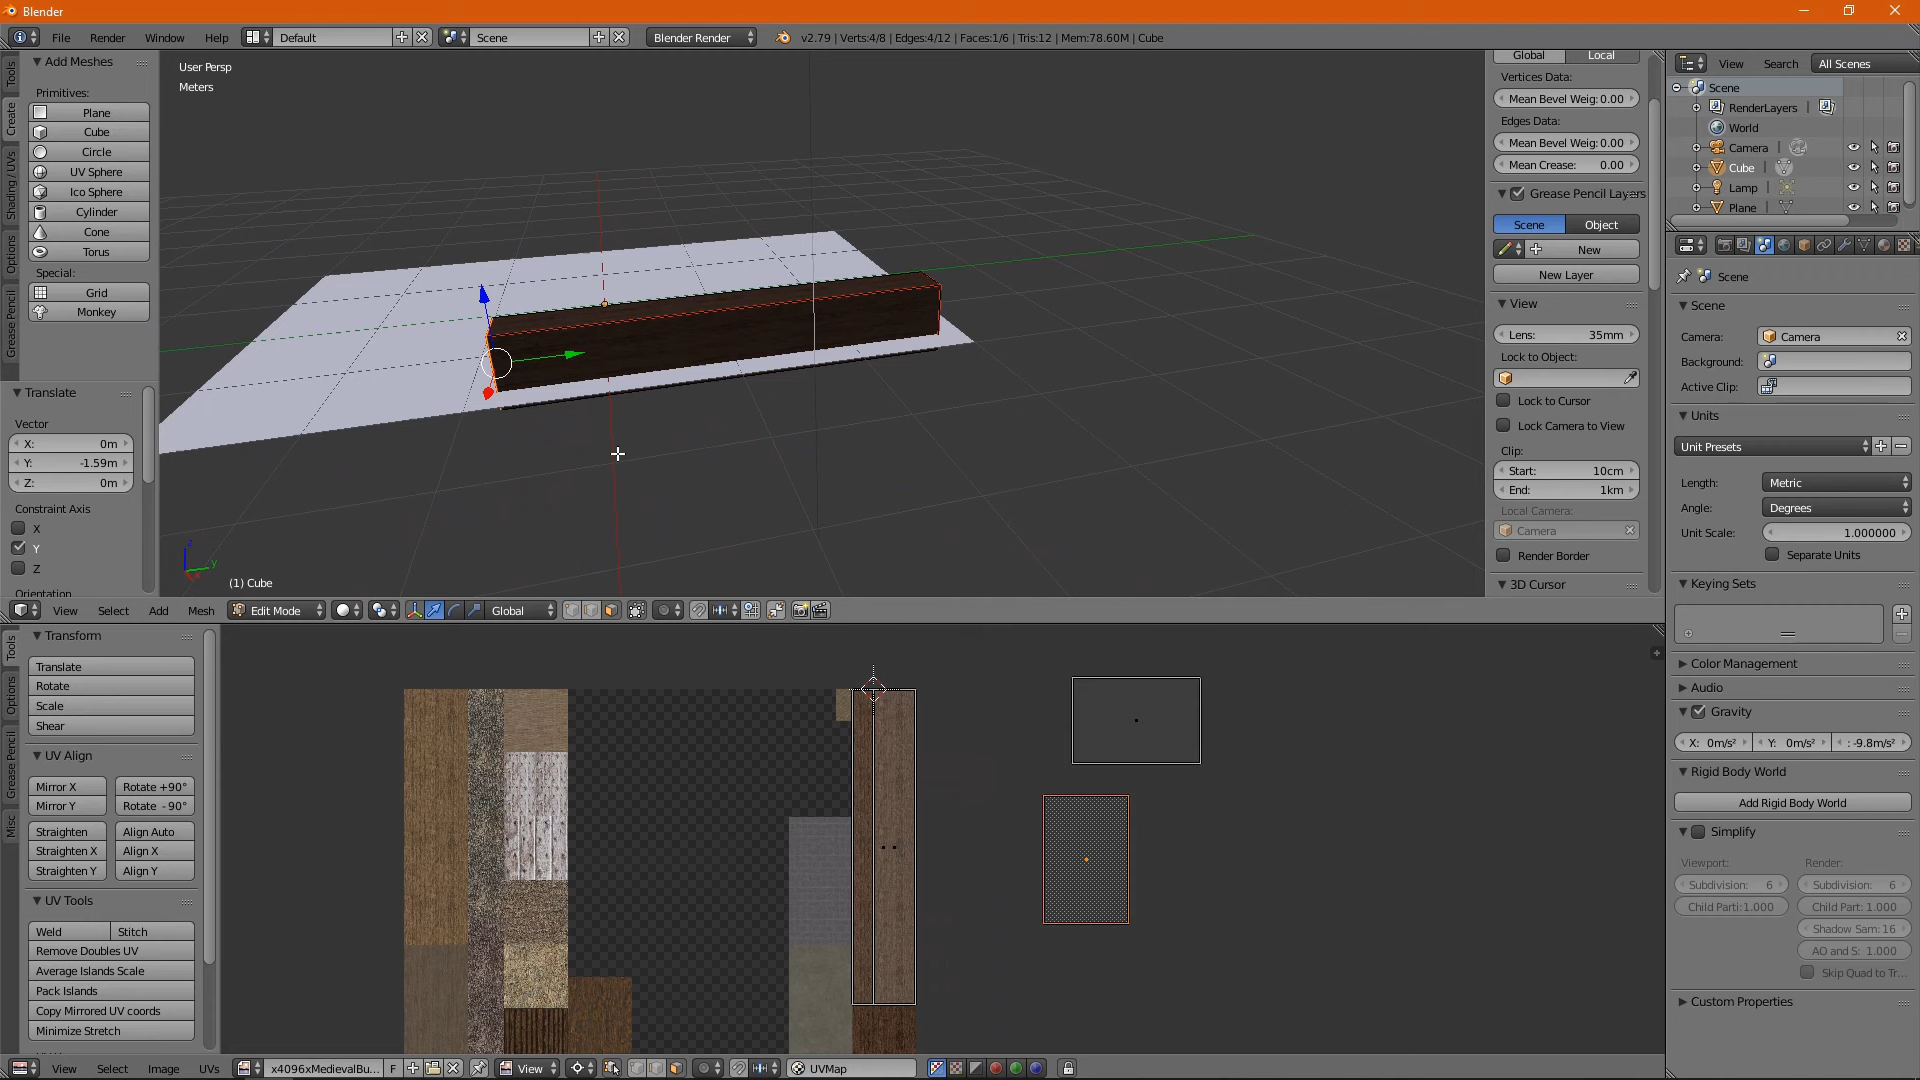 Blender
File Render Window Help Default Scene Blender Render v2.79 | Verts:4/8 | Edges:4/12 | Faces:1/6 | Tris:12 | Mem:78.60M | Cube
Tools
Create
Shading / UVs
Options
Grease Pencil
Add Meshes
Primitives:
Plane
Cube
Circle
UV Sphere
Ico Sphere
Cylinder
Cone
Torus
Special:
Grid
Monkey
Translate
Vector
X: 0m
Y: -1.59m
Z: 0m
Constraint Axis
X
Y
Z
Orientation
User Persp
Meters
z
y
(1) Cube
View Select Add Mesh Edit Mode Global
Global Local
Vertices Data:
Mean Bevel Weig: 0.00
Edges Data:
Mean Bevel Weig: 0.00
Mean Crease: 0.00
Grease Pencil Layers
Scene Object
New
New Layer
View
Lens: 35mm
Lock to Object:
Lock to Cursor
Lock Camera to View
Clip:
Start: 10cm
End: 1km
Local Camera:
Camera
Render Border
3D Cursor
View Search All Scenes
Scene
RenderLayers
World
Camera
Cube
Lamp
Plane
Scene
Scene
Camera: Camera
Background:
Active Clip:
Units
Unit Presets
Length: Metric
Angle: Degrees
Unit Scale: 1.000000
Separate Units
Keying Sets
Color Management
Audio
Gravity
X: 0m/s² Y: 0m/s² : -9.8m/s²
Rigid Body World
Add Rigid Body World
Simplify
Viewport: Render:
Subdivision: 6 Subdivision: 6
Child Parti:1.000 Child Part: 1.000
Shadow Sam: 16
AO and S: 1.000
Skip Quad to Tr...
Custom Properties
Tools
Options
Grease Pencil
Misc
Transform
Translate
Rotate
Scale
Shear
UV Align
Mirror X Rotate +90°
Mirror Y Rotate -90°
Straighten Align Auto
Straighten X Align X
Straighten Y Align Y
UV Tools
Weld Stitch
Remove Doubles UV
Average Islands Scale
Pack Islands
Copy Mirrored UV coords
Minimize Stretch
View Select Image UVs x4096xMedievalBu... F View UVMap